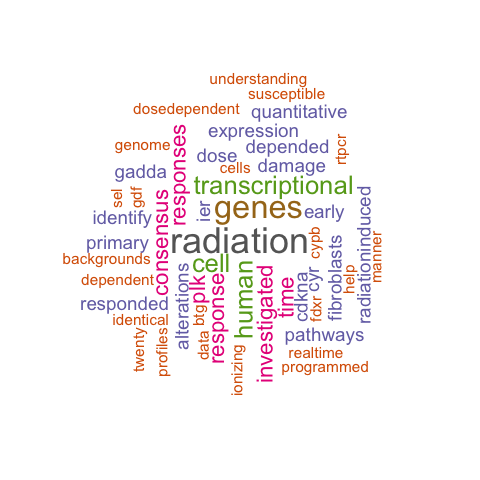 understanding
susceptible
dosedependent
quantitative
expression
genome
responses
depended
rtpcr
dose
damage
gadda
cells
transcriptional
sel
gdf
consensus
ier
genes
early
radiationinduced
identify
primary
radiation
cypb
manner
backgrounds
cell
fibroblasts
help
dependent
alterations
plk
response
human
investigated
time
cdkna
cyr
fdxr
responded
btg
identical
pathways
twenty
profiles
data
ionizing
realtime
programmed